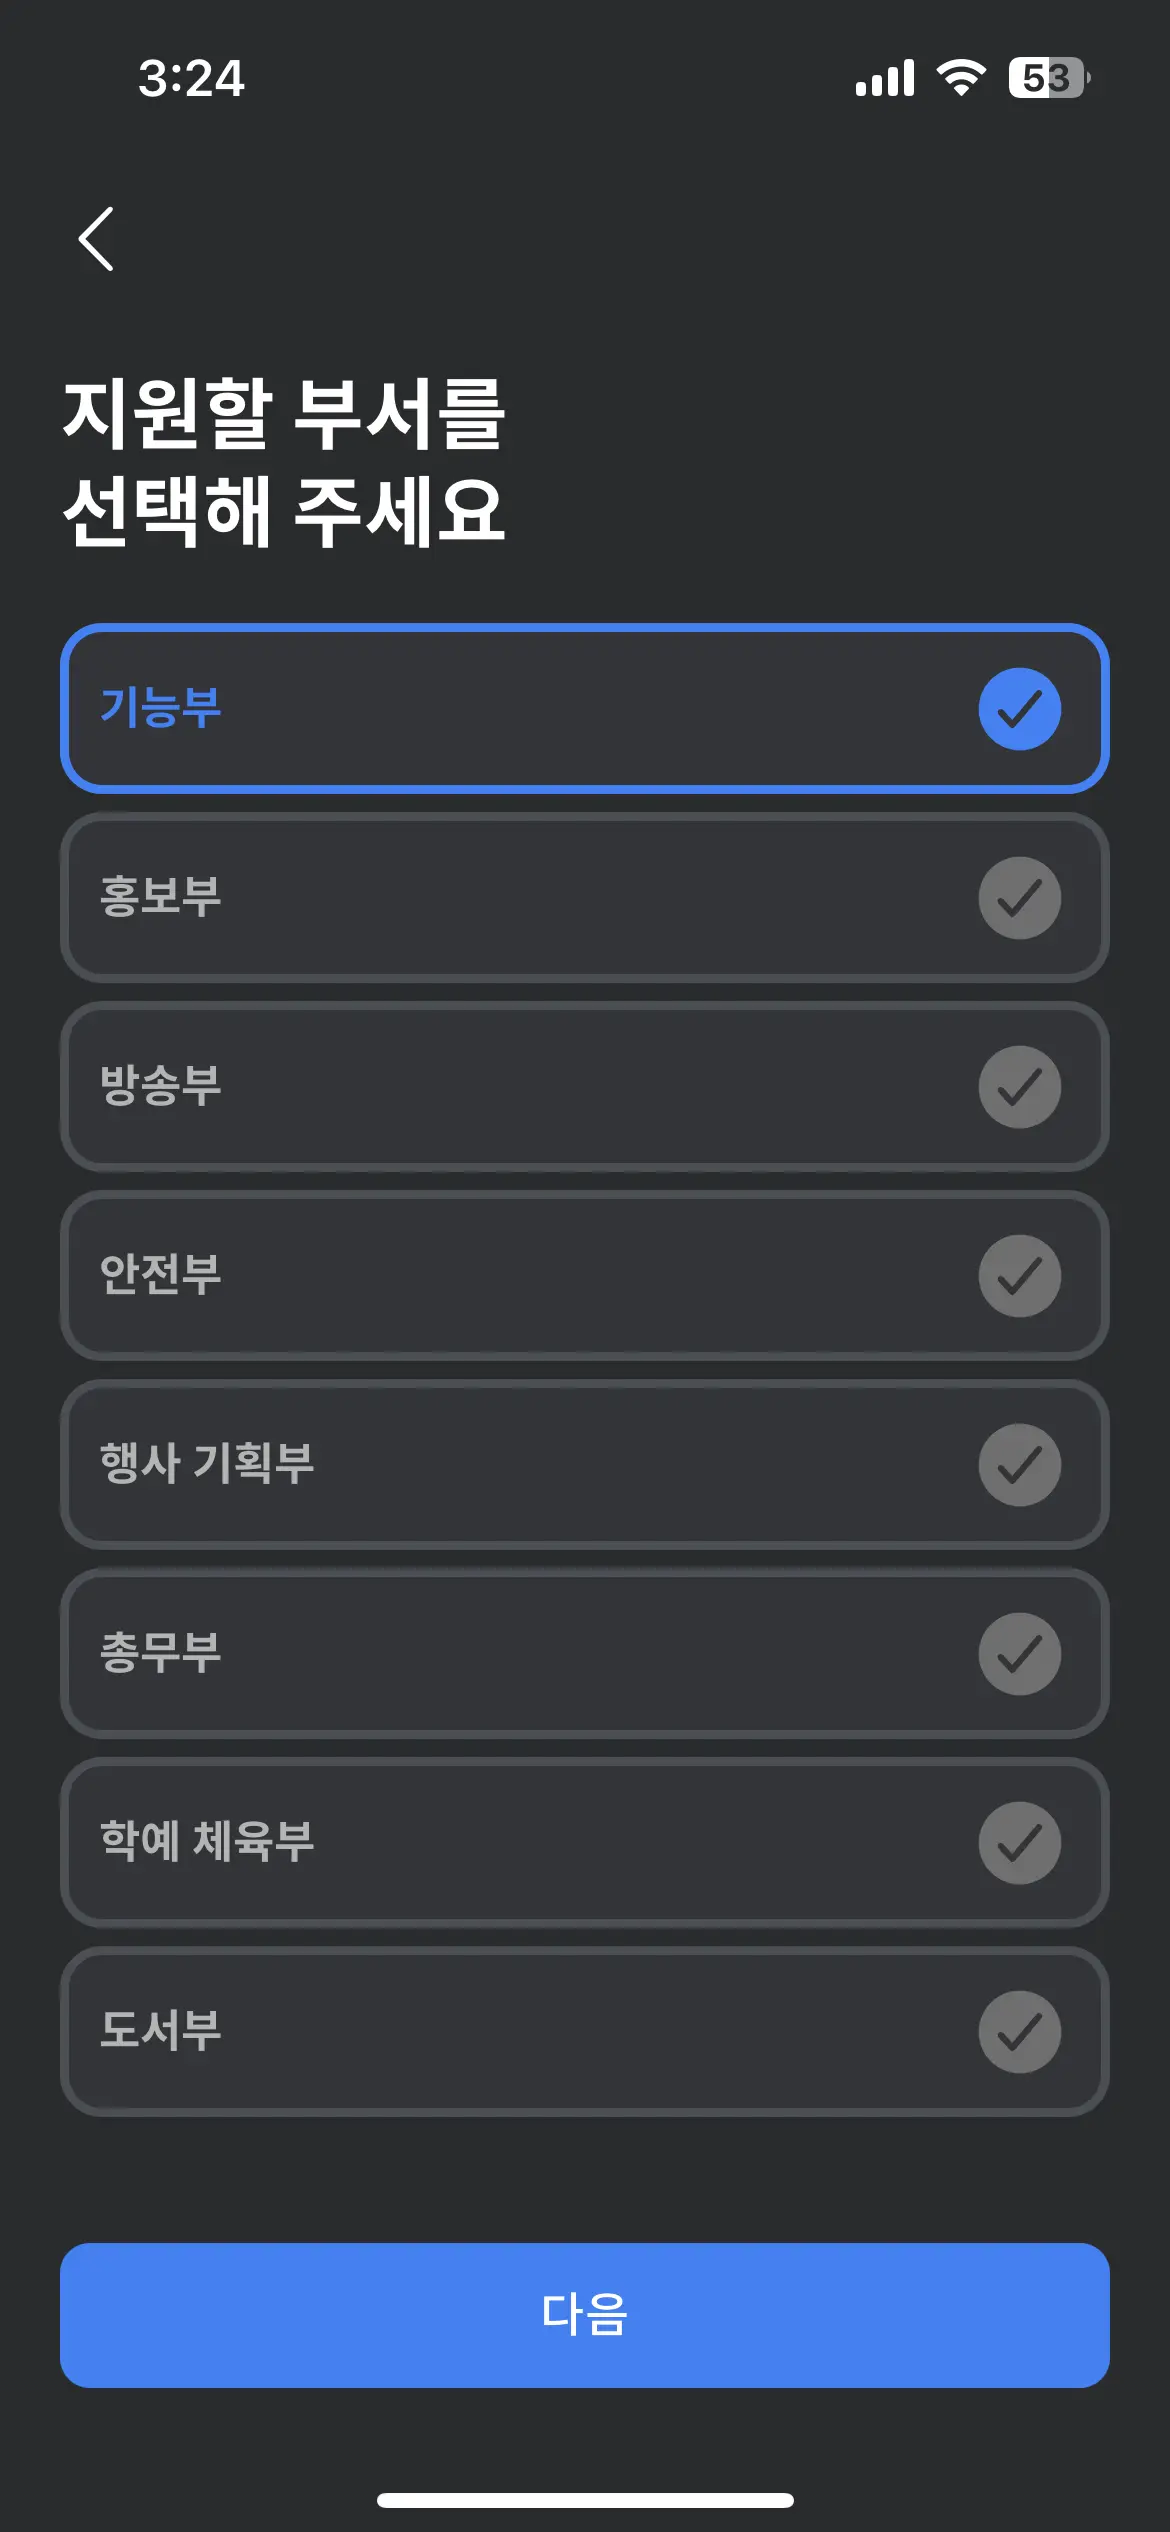 3:24
53
지원할 부서를
선택해 주세요
기능부
홍보부
방송부
안전부
행사 기획부
총무부
학예 체육부
도서부
다음